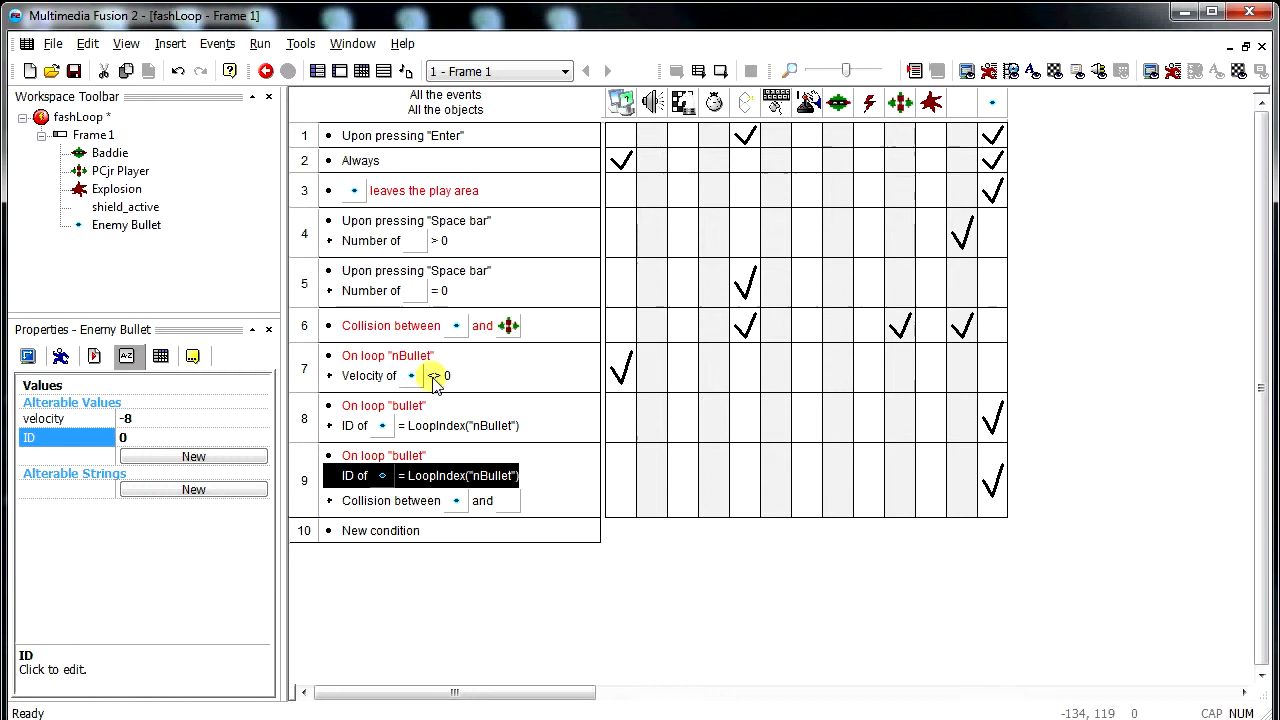 Multimedia Fusion 2 - [fashLoop - Frame 1]
File Edit View Insert Events Run Tools Window Help
1 - Frame 1
Workspace Toolbar
fashLoop *
Frame 1
Baddie
PCjr Player
Explosion
shield_active
Enemy Bullet
Properties - Enemy Bullet
Values
Alterable Values
velocity -8
ID 0
New
Alterable Strings
New
ID
Click to edit.
All the events
All the objects
1 Upon pressing "Enter"
2 Always
3 leaves the play area
4 Upon pressing "Space bar"
Number of > 0
5 Upon pressing "Space bar"
Number of = 0
6 Collision between and
7 On loop "nBullet"
Velocity of <> 0
8 On loop "bullet"
ID of = LoopIndex("nBullet")
9 On loop "bullet"
ID of = LoopIndex("nBullet")
Collision between and
10 New condition
Ready
-134, 119 0 CAP NUM